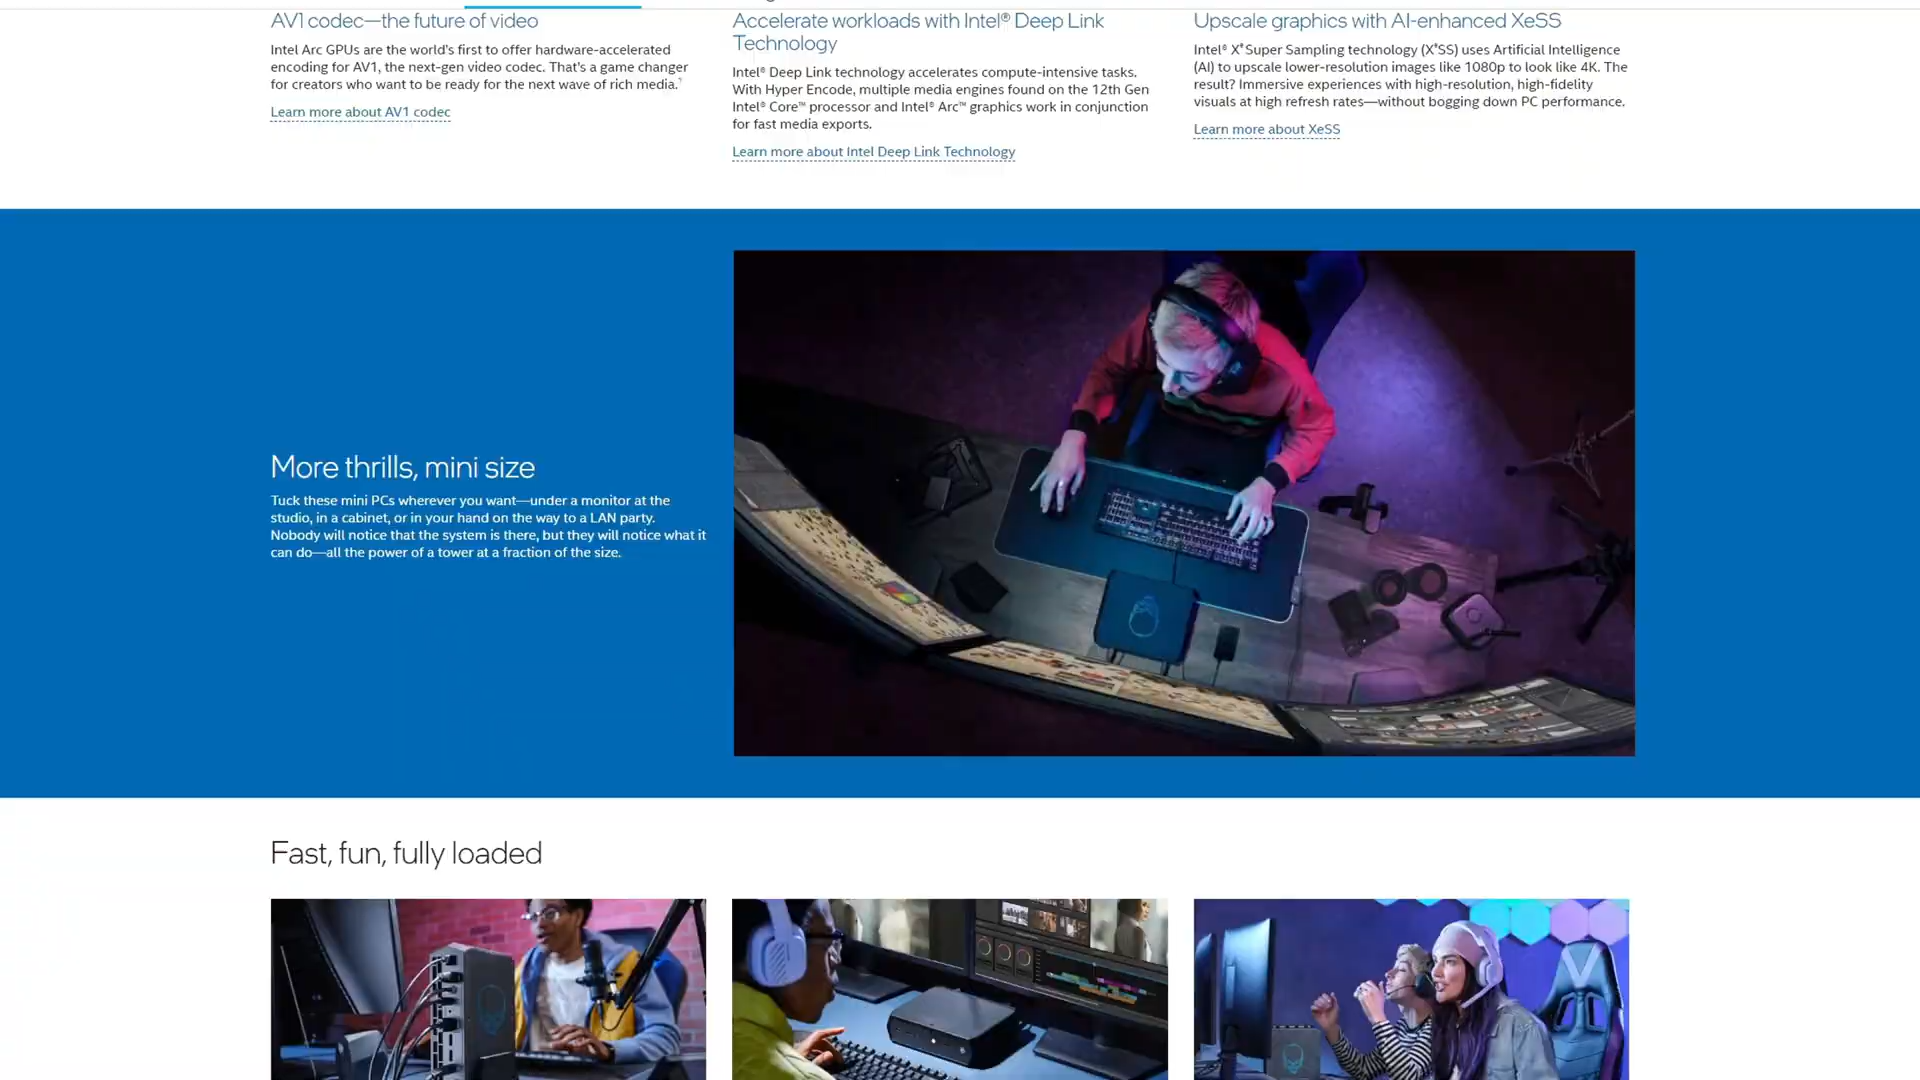 AV1 codec—the future of video
Intel Arc GPUs are the world's first to offer hardware-accelerated
encoding for AV1, the next-gen video codec. That's a game changer
for creators who want to be ready for the next wave of rich media.
Learn more about AV1 codec
Accelerate workloads with Intel® Deep Link
Technology
Intel® Deep Link technology accelerates compute-intensive tasks.
With Hyper Encode, multiple media engines found on the 12th Gen
Intel® Core™ processor and Intel® Arc™ graphics work in conjunction
for fast media exports.
Learn more about Intel Deep Link Technology
Upscale graphics with AI-enhanced XeSS
Intel® Xᵉ Super Sampling technology (XᵉSS) uses Artificial Intelligence
(AI) to upscale lower-resolution images like 1080p to look like 4K. The
result? Immersive experiences with high-resolution, high-fidelity
visuals at high refresh rates—without bogging down PC performance.
Learn more about XeSS
More thrills, mini size
Tuck these mini PCs wherever you want—under a monitor at the
studio, in a cabinet, or in your hand on the way to a LAN party.
Nobody will notice that the system is there, but they will notice what it
can do—all the power of a tower at a fraction of the size.
Fast, fun, fully loaded